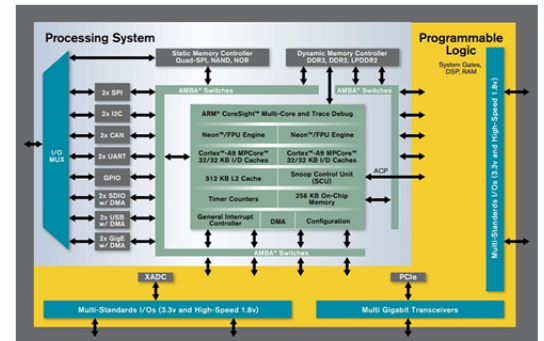 Processing System
Programmable
Logic
System Gates,
DSP, RAM
Static Memory Controller
Quad-SPI, NAND, NOR
Dynamic Memory Controller
DDR3, DDR2, LPDDR2
AMBA® Switches
AMBA® Switches
I/O
MUX
2x SPI
2x I2C
2x CAN
2x UART
GPIO
2x SDIO
w/ DMA
2x USB
w/ DMA
2x GigE
w/ DMA
ARM® CoreSight™ Multi-Core and Trace Debug
Neon™/FPU Engine
Neon™/FPU Engine
Cortex™-A9 MPCore™
32/32 KB I/D Caches
Cortex™-A9 MPCore™
32/32 KB I/D Caches
512 KB L2 Cache
Snoop Control Unit
(SCU)
Timer Counters
256 KB On-Chip
Memory
General Interrupt
Controller
DMA
Configuration
ACP
AMBA® Switches
Multi-Standards I/Os (3.3v and High-Speed 1.8v)
XADC
PCIe
Multi-Standards I/Os (3.3v and High-Speed 1.8v)
Multi Gigabit Transceivers